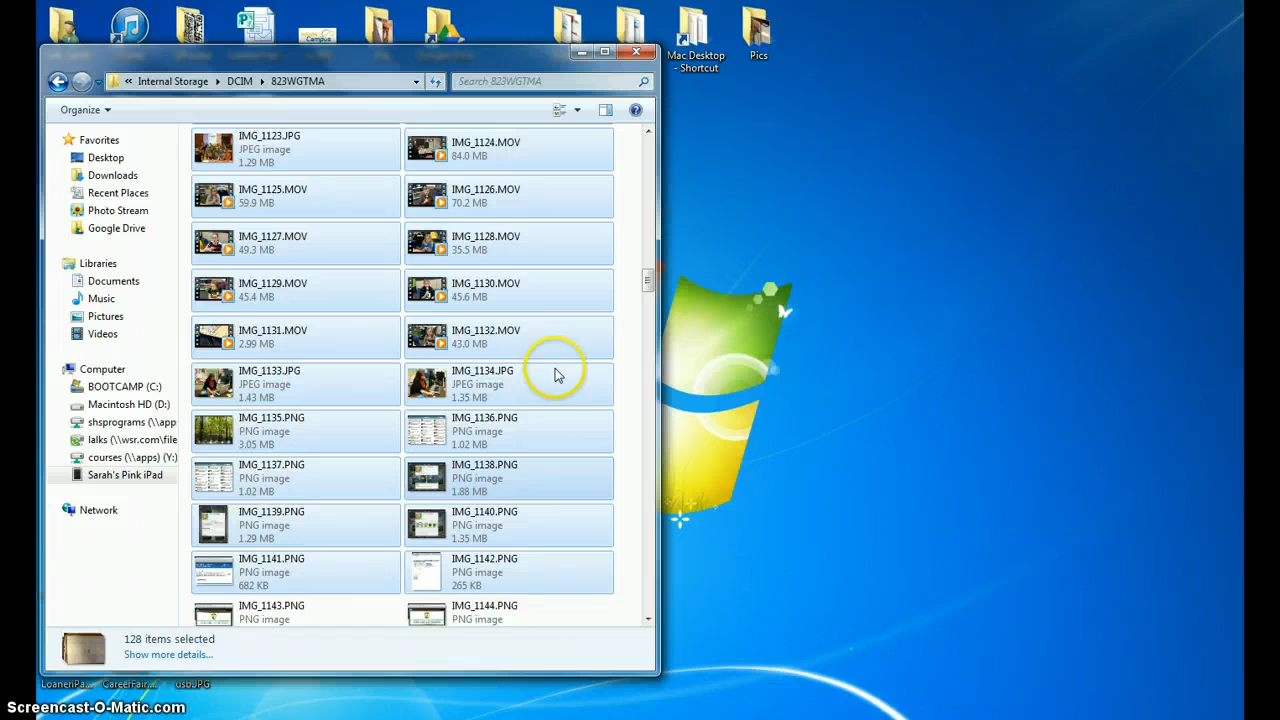 Mac Desktop
- Shortcut
Pics
« Internal Storage ▸ DCIM ▸ 823WGTMA
Search 823WGTMA
Organize
Favorites
Desktop
Downloads
Recent Places
Photo Stream
Google Drive
Libraries
Documents
Music
Pictures
Videos
Computer
BOOTCAMP (C:)
Macintosh HD (D:)
shsprograms (\\app
lalks (\\wsr.com\file
courses (\\apps) (Y:)
Sarah's Pink iPad
Network
IMG_1123.JPG
JPEG image
1.29 MB
IMG_1124.MOV
84.0 MB
IMG_1125.MOV
59.9 MB
IMG_1126.MOV
70.2 MB
IMG_1127.MOV
49.3 MB
IMG_1128.MOV
35.5 MB
IMG_1129.MOV
45.4 MB
IMG_1130.MOV
45.6 MB
IMG_1131.MOV
2.99 MB
IMG_1132.MOV
43.0 MB
IMG_1133.JPG
JPEG image
1.43 MB
IMG_1134.JPG
JPEG image
1.35 MB
IMG_1135.PNG
PNG image
3.05 MB
IMG_1136.PNG
PNG image
1.02 MB
IMG_1137.PNG
PNG image
1.02 MB
IMG_1138.PNG
PNG image
1.88 MB
IMG_1139.PNG
PNG image
1.29 MB
IMG_1140.PNG
PNG image
1.35 MB
IMG_1141.PNG
PNG image
682 KB
IMG_1142.PNG
PNG image
265 KB
IMG_1143.PNG
PNG image
IMG_1144.PNG
PNG image
128 items selected
Show more details...
LoaneriPa... CareerFair... usbJPG
Screencast-O-Matic.com